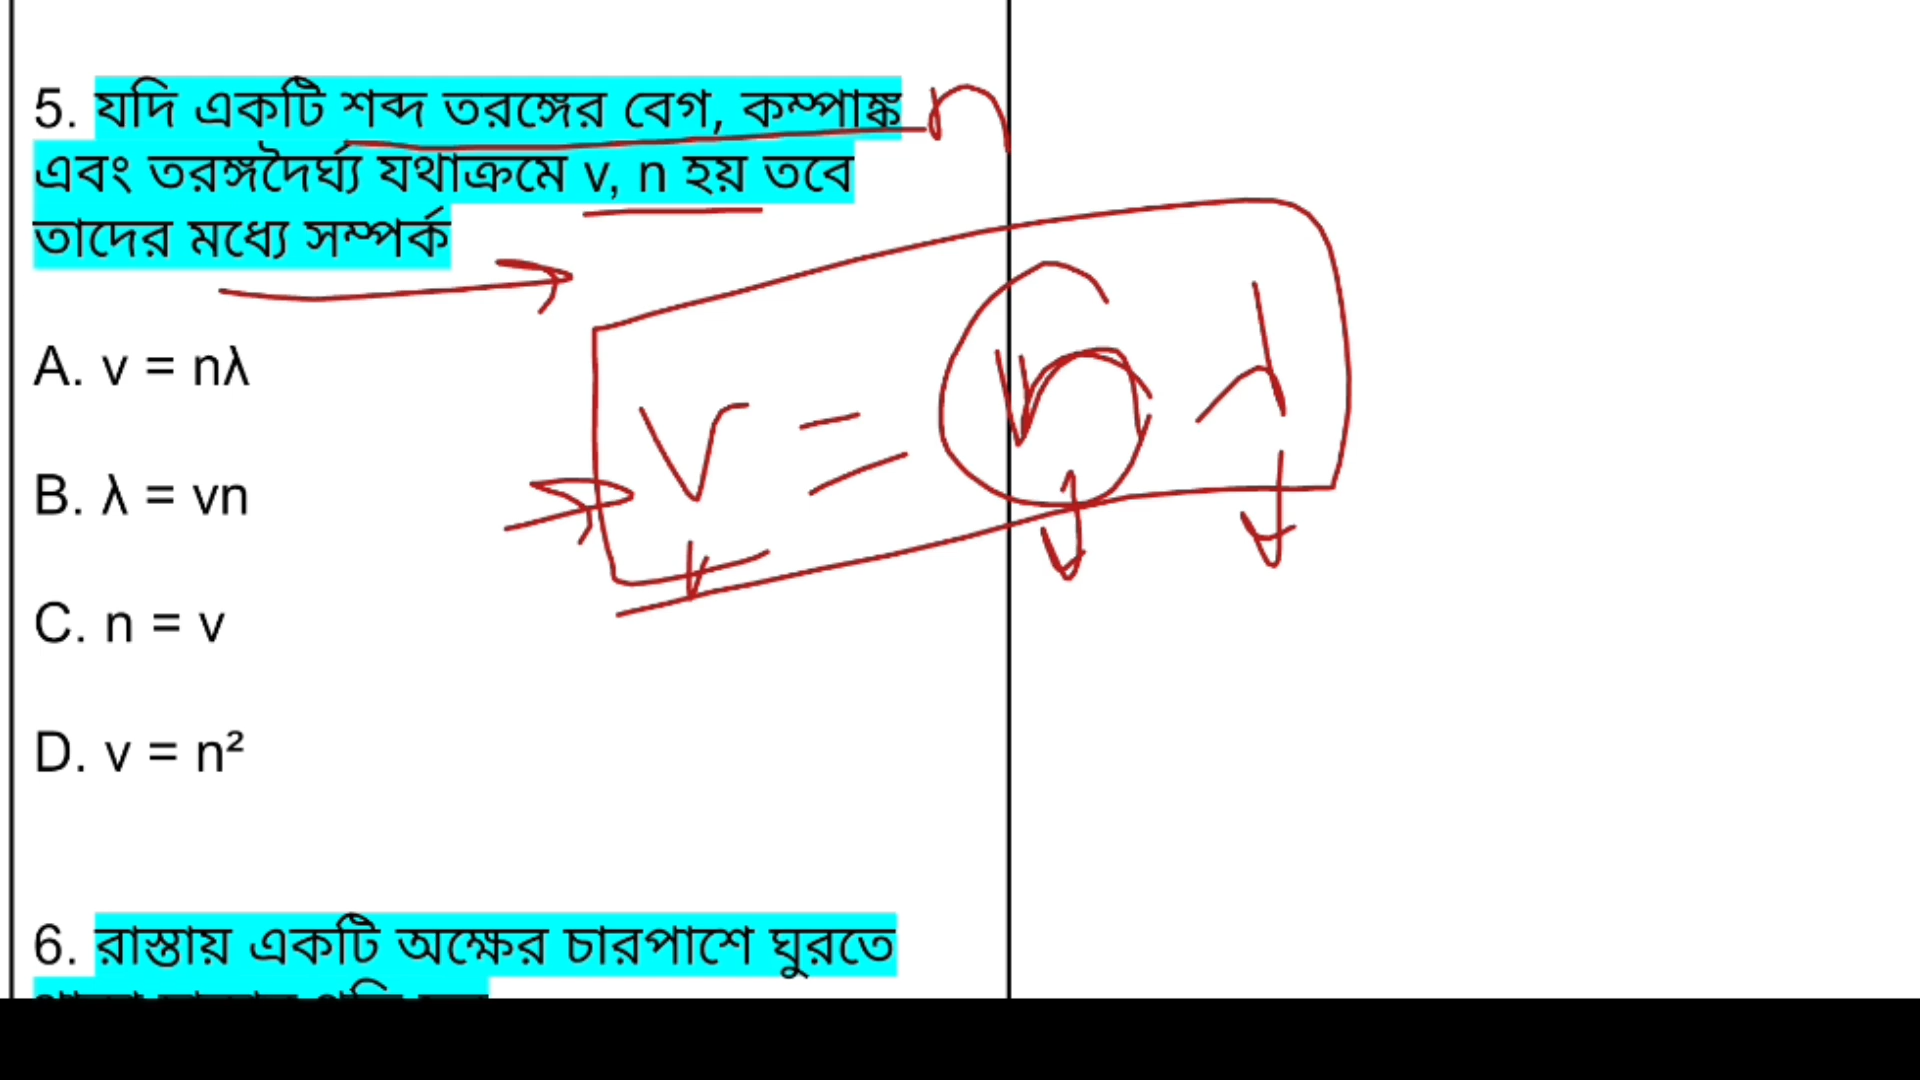 5. যদি একটি শব্দ তরঙ্গের বেগ, কম্পাঙ্ক n
এবং তরঙ্গদৈর্ঘ্য যথাক্রমে v, n হয় তবে
তাদের মধ্যে সম্পর্ক
v = n λ
A. v = nλ
B. λ = vn
C. n = v
D. v = n²
6. রাস্তায় একটি অক্ষের চারপাশে ঘুরতে